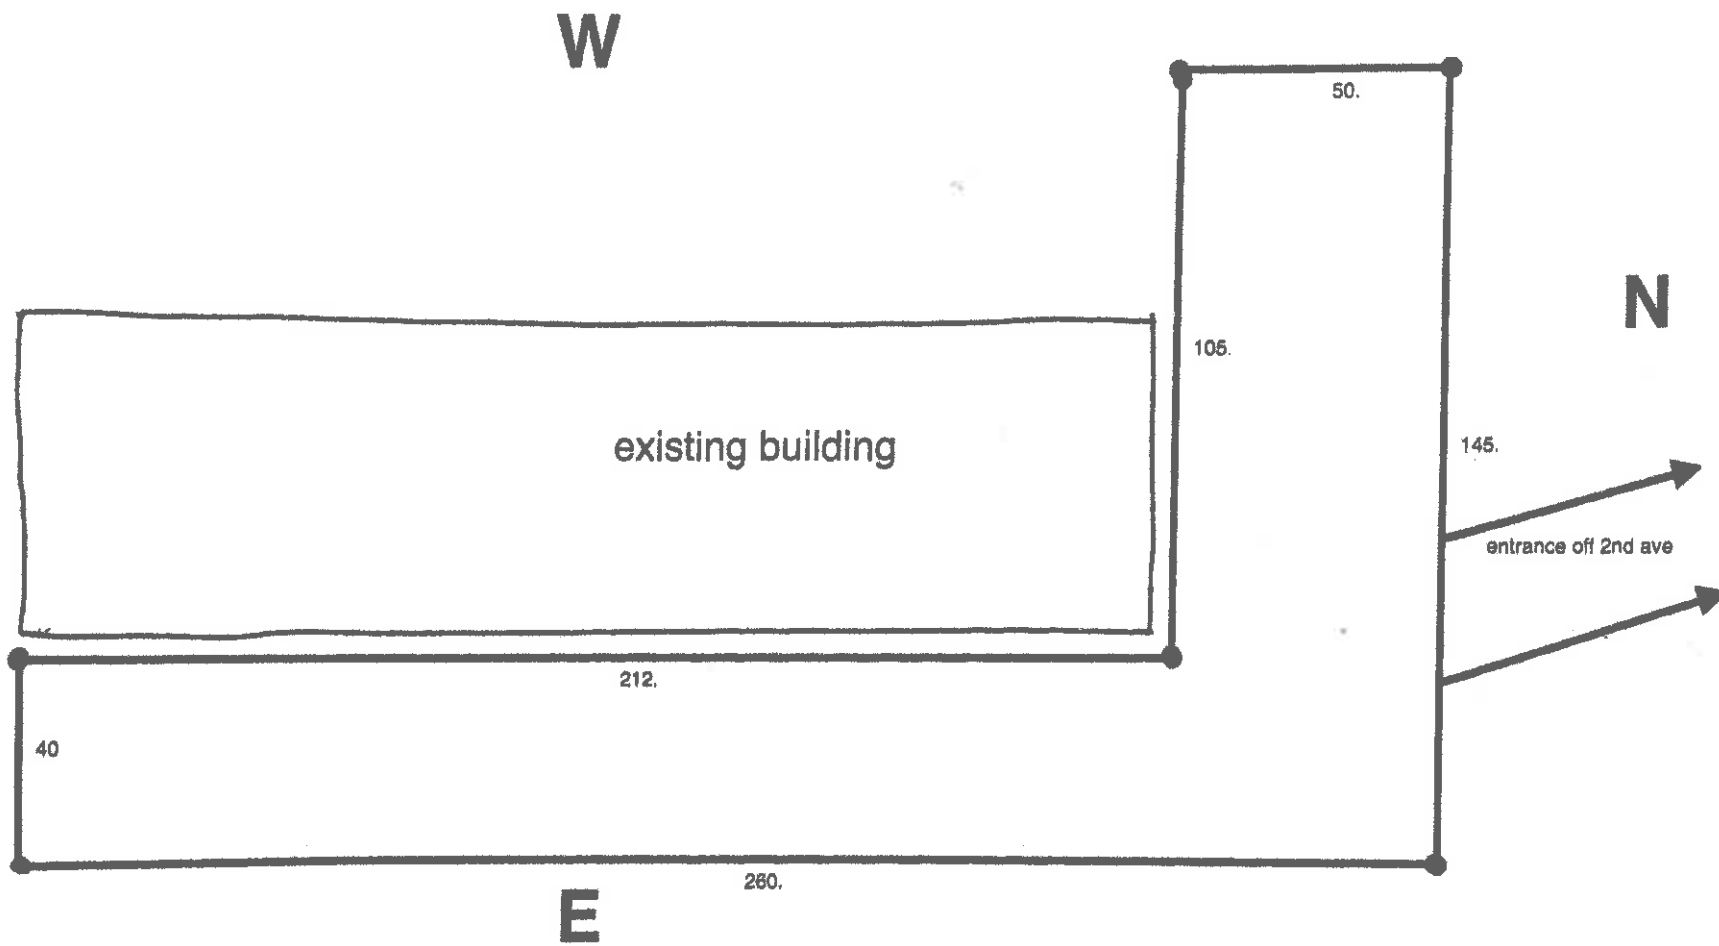 W
50.
N
105.
existing building
145.
entrance off 2nd ave
212.
40
260.
E